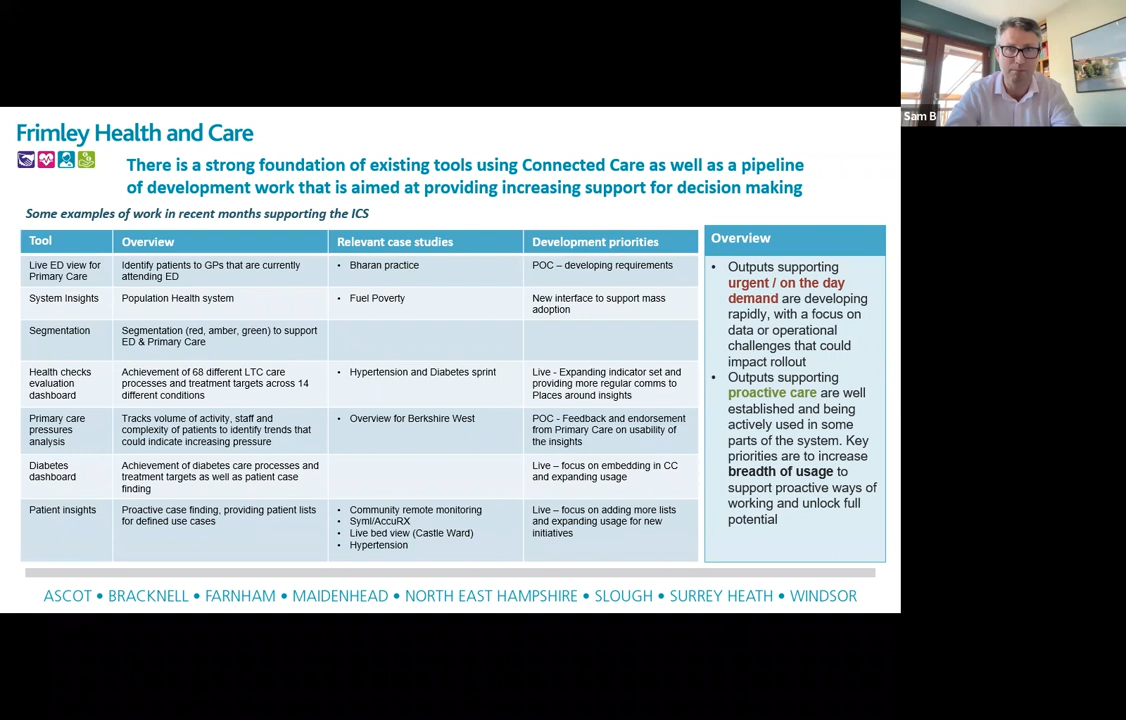 Sam B
Frimley Health and Care
There is a strong foundation of existing tools using Connected Care as well as a pipeline
of development work that is aimed at providing increasing support for decision making
Some examples of work in recent months supporting the ICS
Tool
Overview
Relevant case studies
Development priorities
Live ED view for
Primary Care
Identify patients to GPs that are currently
attending ED
• Bharan practice
POC – developing requirements
System Insights
Population Health system
• Fuel Poverty
New interface to support mass
adoption
Segmentation
Segmentation (red, amber, green) to support
ED & Primary Care
Health checks
evaluation
dashboard
Achievement of 68 different LTC care
processes and treatment targets across 14
different conditions
• Hypertension and Diabetes sprint
Live - Expanding indicator set and
providing more regular comms to
Places around insights
Primary care
pressures
analysis
Tracks volume of activity, staff and
complexity of patients to identify trends that
could indicate increasing pressure
• Overview for Berkshire West
POC - Feedback and endorsement
from Primary Care on usability of
the insights
Diabetes
dashboard
Achievement of diabetes care processes and
treatment targets as well as patient case
finding
Live – focus on embedding in CC
and expanding usage
Patient insights
Proactive case finding, providing patient lists
for defined use cases
• Community remote monitoring
• Syml/AccuRX
• Live bed view (Castle Ward)
• Hypertension
Live – focus on adding more lists
and expanding usage for new
initiatives
Overview
• Outputs supporting
urgent / on the day
demand are developing
rapidly, with a focus on
data or operational
challenges that could
impact rollout
• Outputs supporting
proactive care are well
established and being
actively used in some
parts of the system. Key
priorities are to increase
breadth of usage to
support proactive ways of
working and unlock full
potential
ASCOT • BRACKNELL • FARNHAM • MAIDENHEAD • NORTH EAST HAMPSHIRE • SLOUGH • SURREY HEATH • WINDSOR